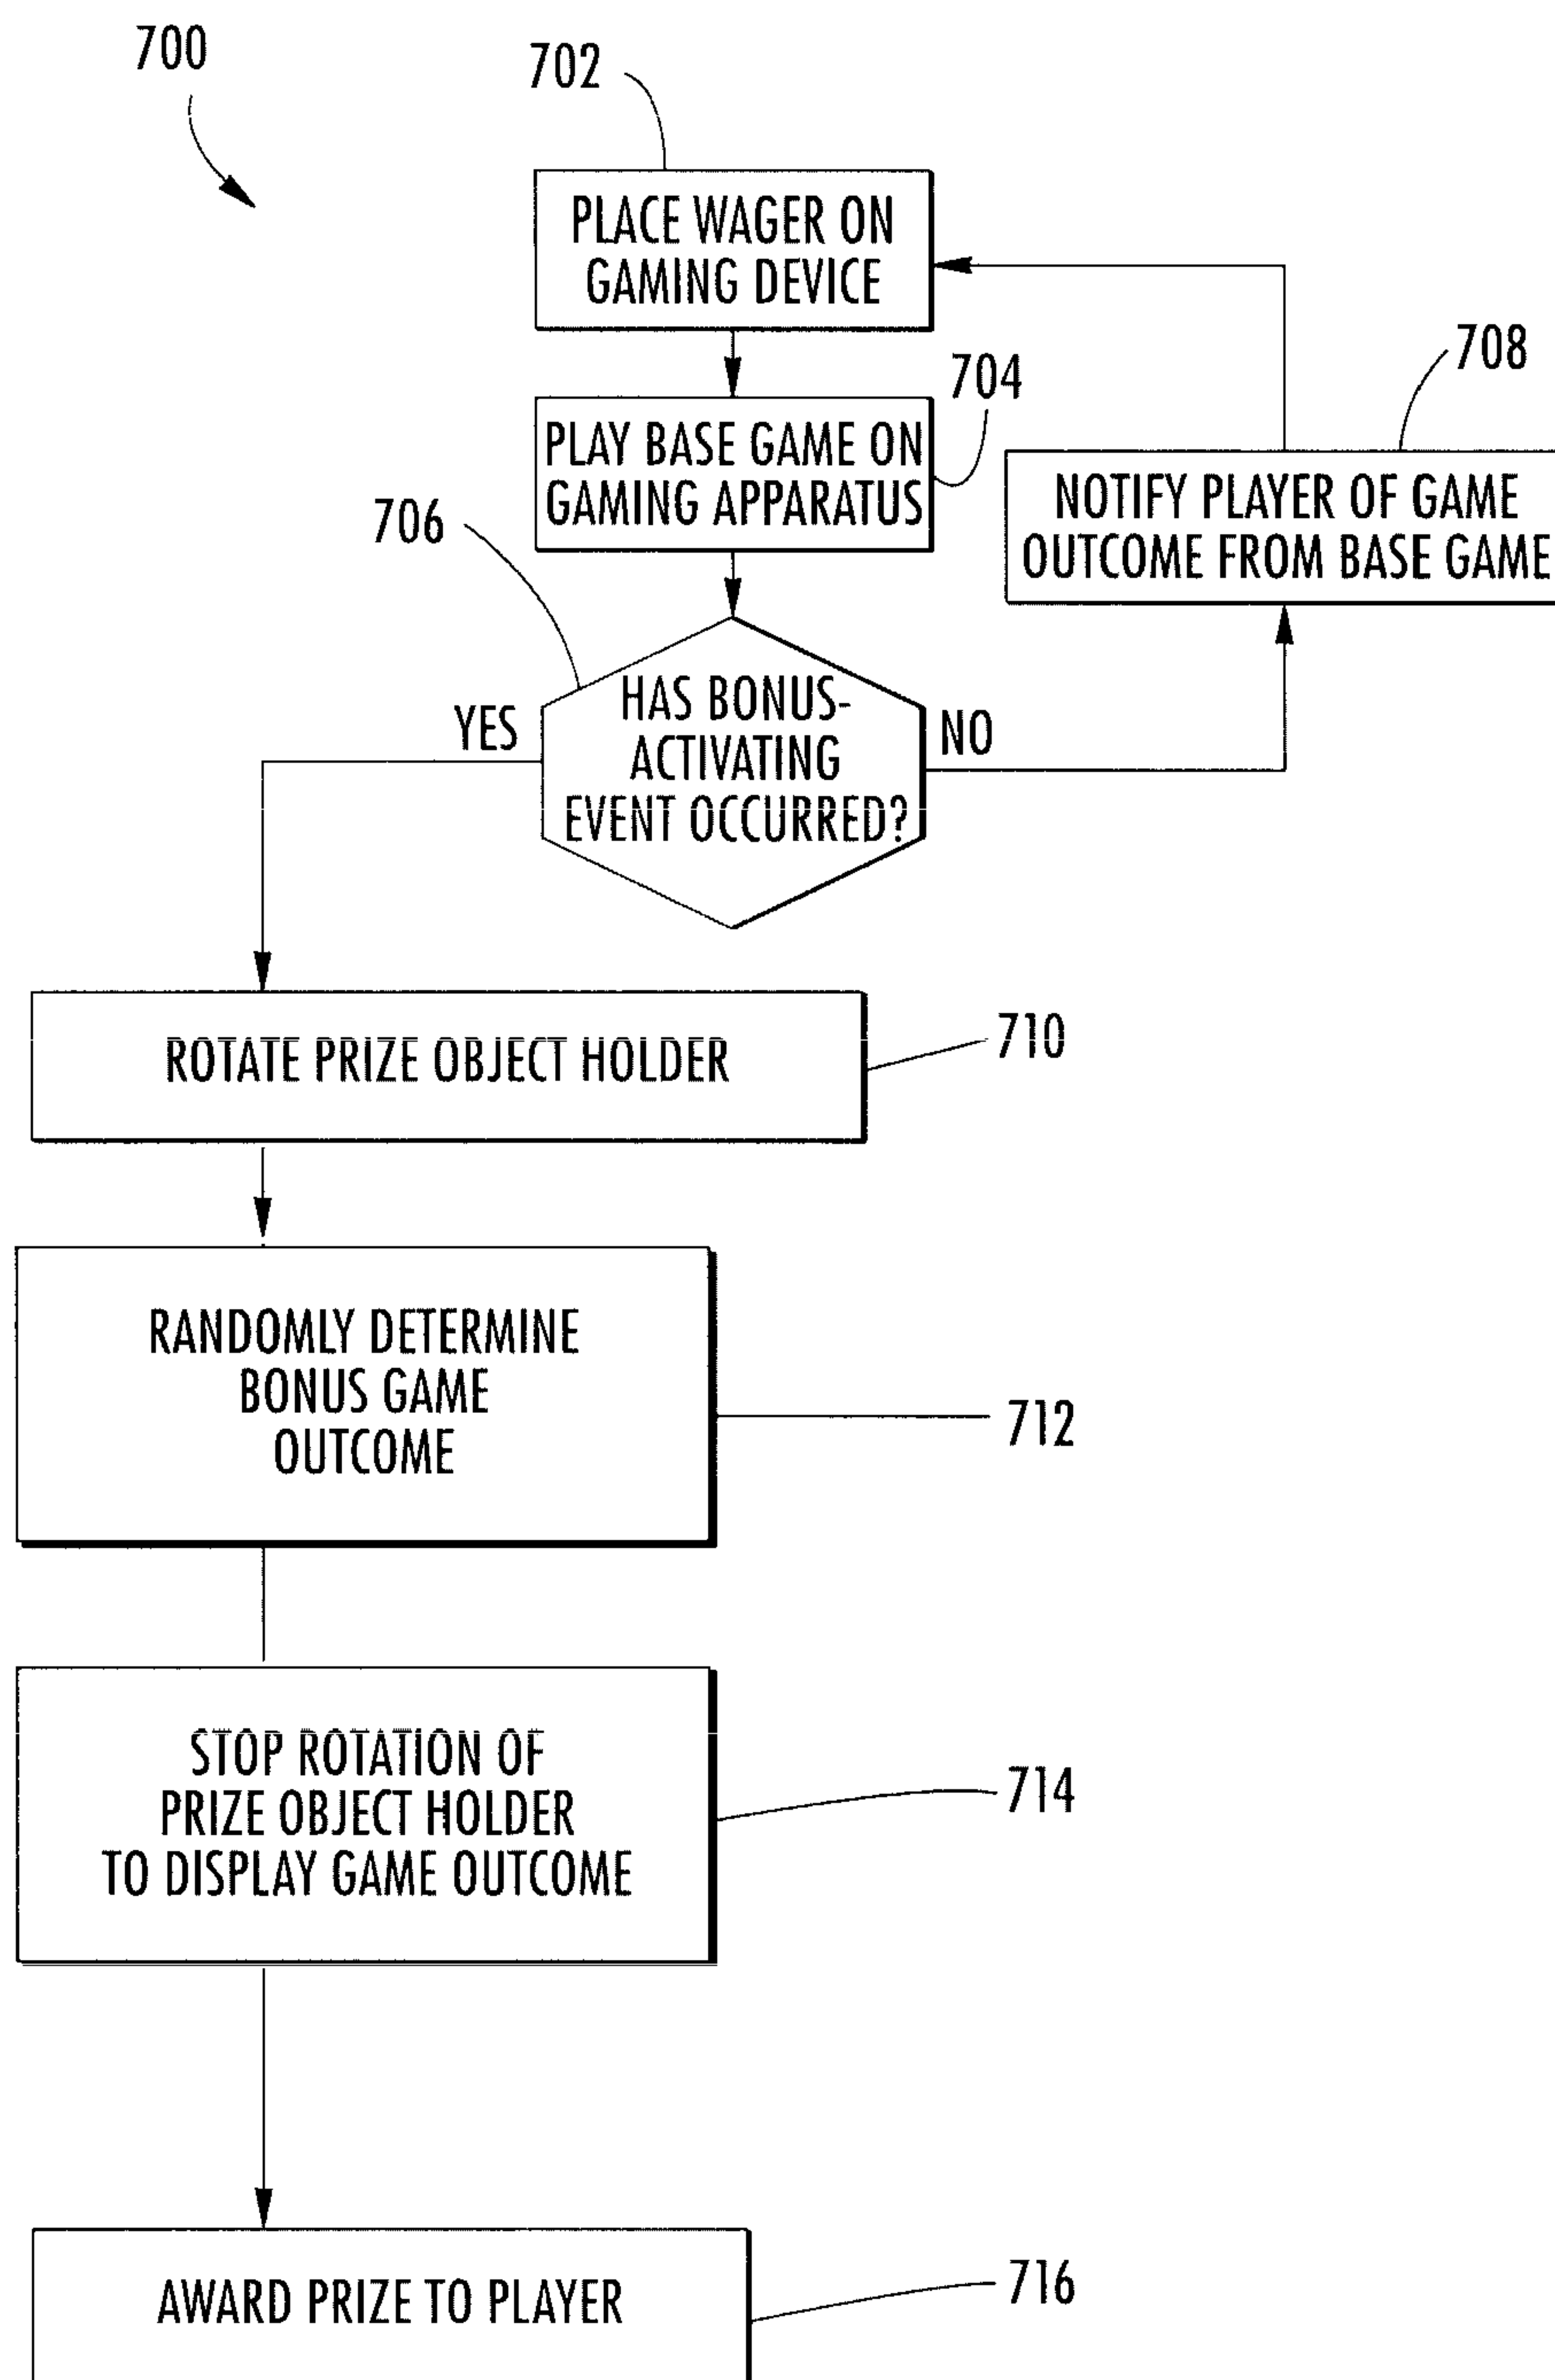 700
702
PLACE WAGER ON
GAMING DEVICE
704
PLAY BASE GAME ON
GAMING APPARATUS
708
NOTIFY PLAYER OF GAME
OUTCOME FROM BASE GAME
706
HAS BONUS-
ACTIVATING
EVENT OCCURRED?
YES
NO
ROTATE PRIZE OBJECT HOLDER
710
RANDOMLY DETERMINE
BONUS GAME
OUTCOME
712
STOP ROTATION OF
PRIZE OBJECT HOLDER
TO DISPLAY GAME OUTCOME
714
AWARD PRIZE TO PLAYER
716